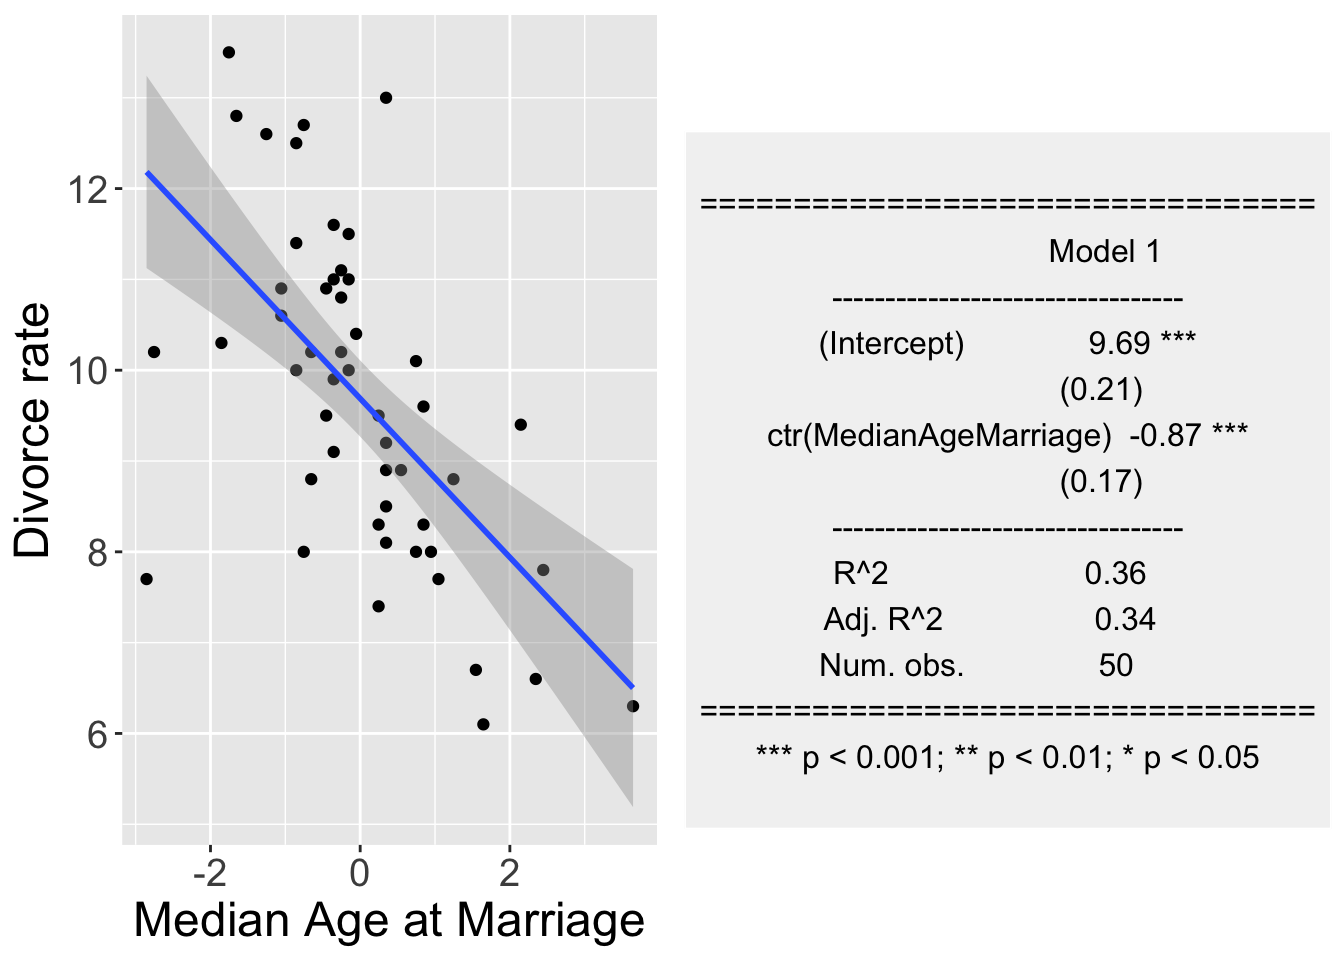 Divorce rate
12
10
8
6
-2 0 2
Median Age at Marriage
=================================
Model 1
---------------------------------
(Intercept) 9.69 ***
(0.21)
ctr(MedianAgeMarriage) -0.87 ***
(0.17)
---------------------------------
R^2 0.36
Adj. R^2 0.34
Num. obs. 50
=================================
*** p < 0.001; ** p < 0.01; * p < 0.05